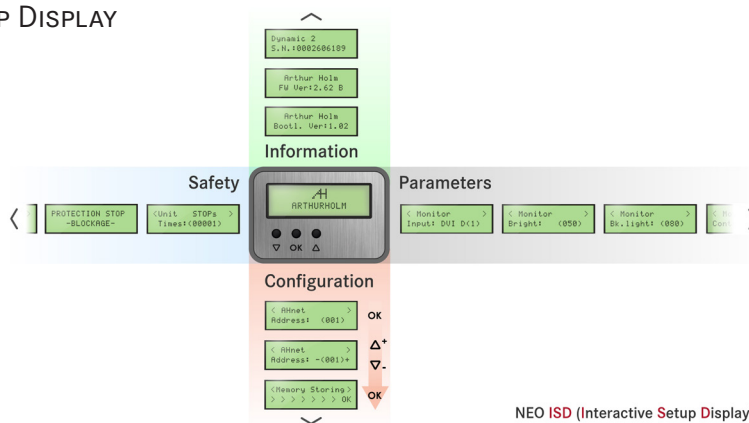 P DISPLAY
Dynamic 2
S.N.:0002606189
Arthur Holm
FW Ver:2.62 B
Arthur Holm
Bootl. Ver:1.02
Information
Safety
Parameters
PROTECTION STOP
-BLOCKAGE-
<Unit STOPs >
Times:(00001)
AH
ARTHURHOLM
▽ OK △
< Monitor >
Input: DVI D(1)
< Monitor >
Bright: (050)
< Monitor >
Bk.light: (080)
Configuration
< AHnet >
Address: (001)
OK
< AHnet >
Address: -(001)+
△+
▽-
<Memory Storing>
> > > > > > > OK
OK
NEO ISD (Interactive Setup Display